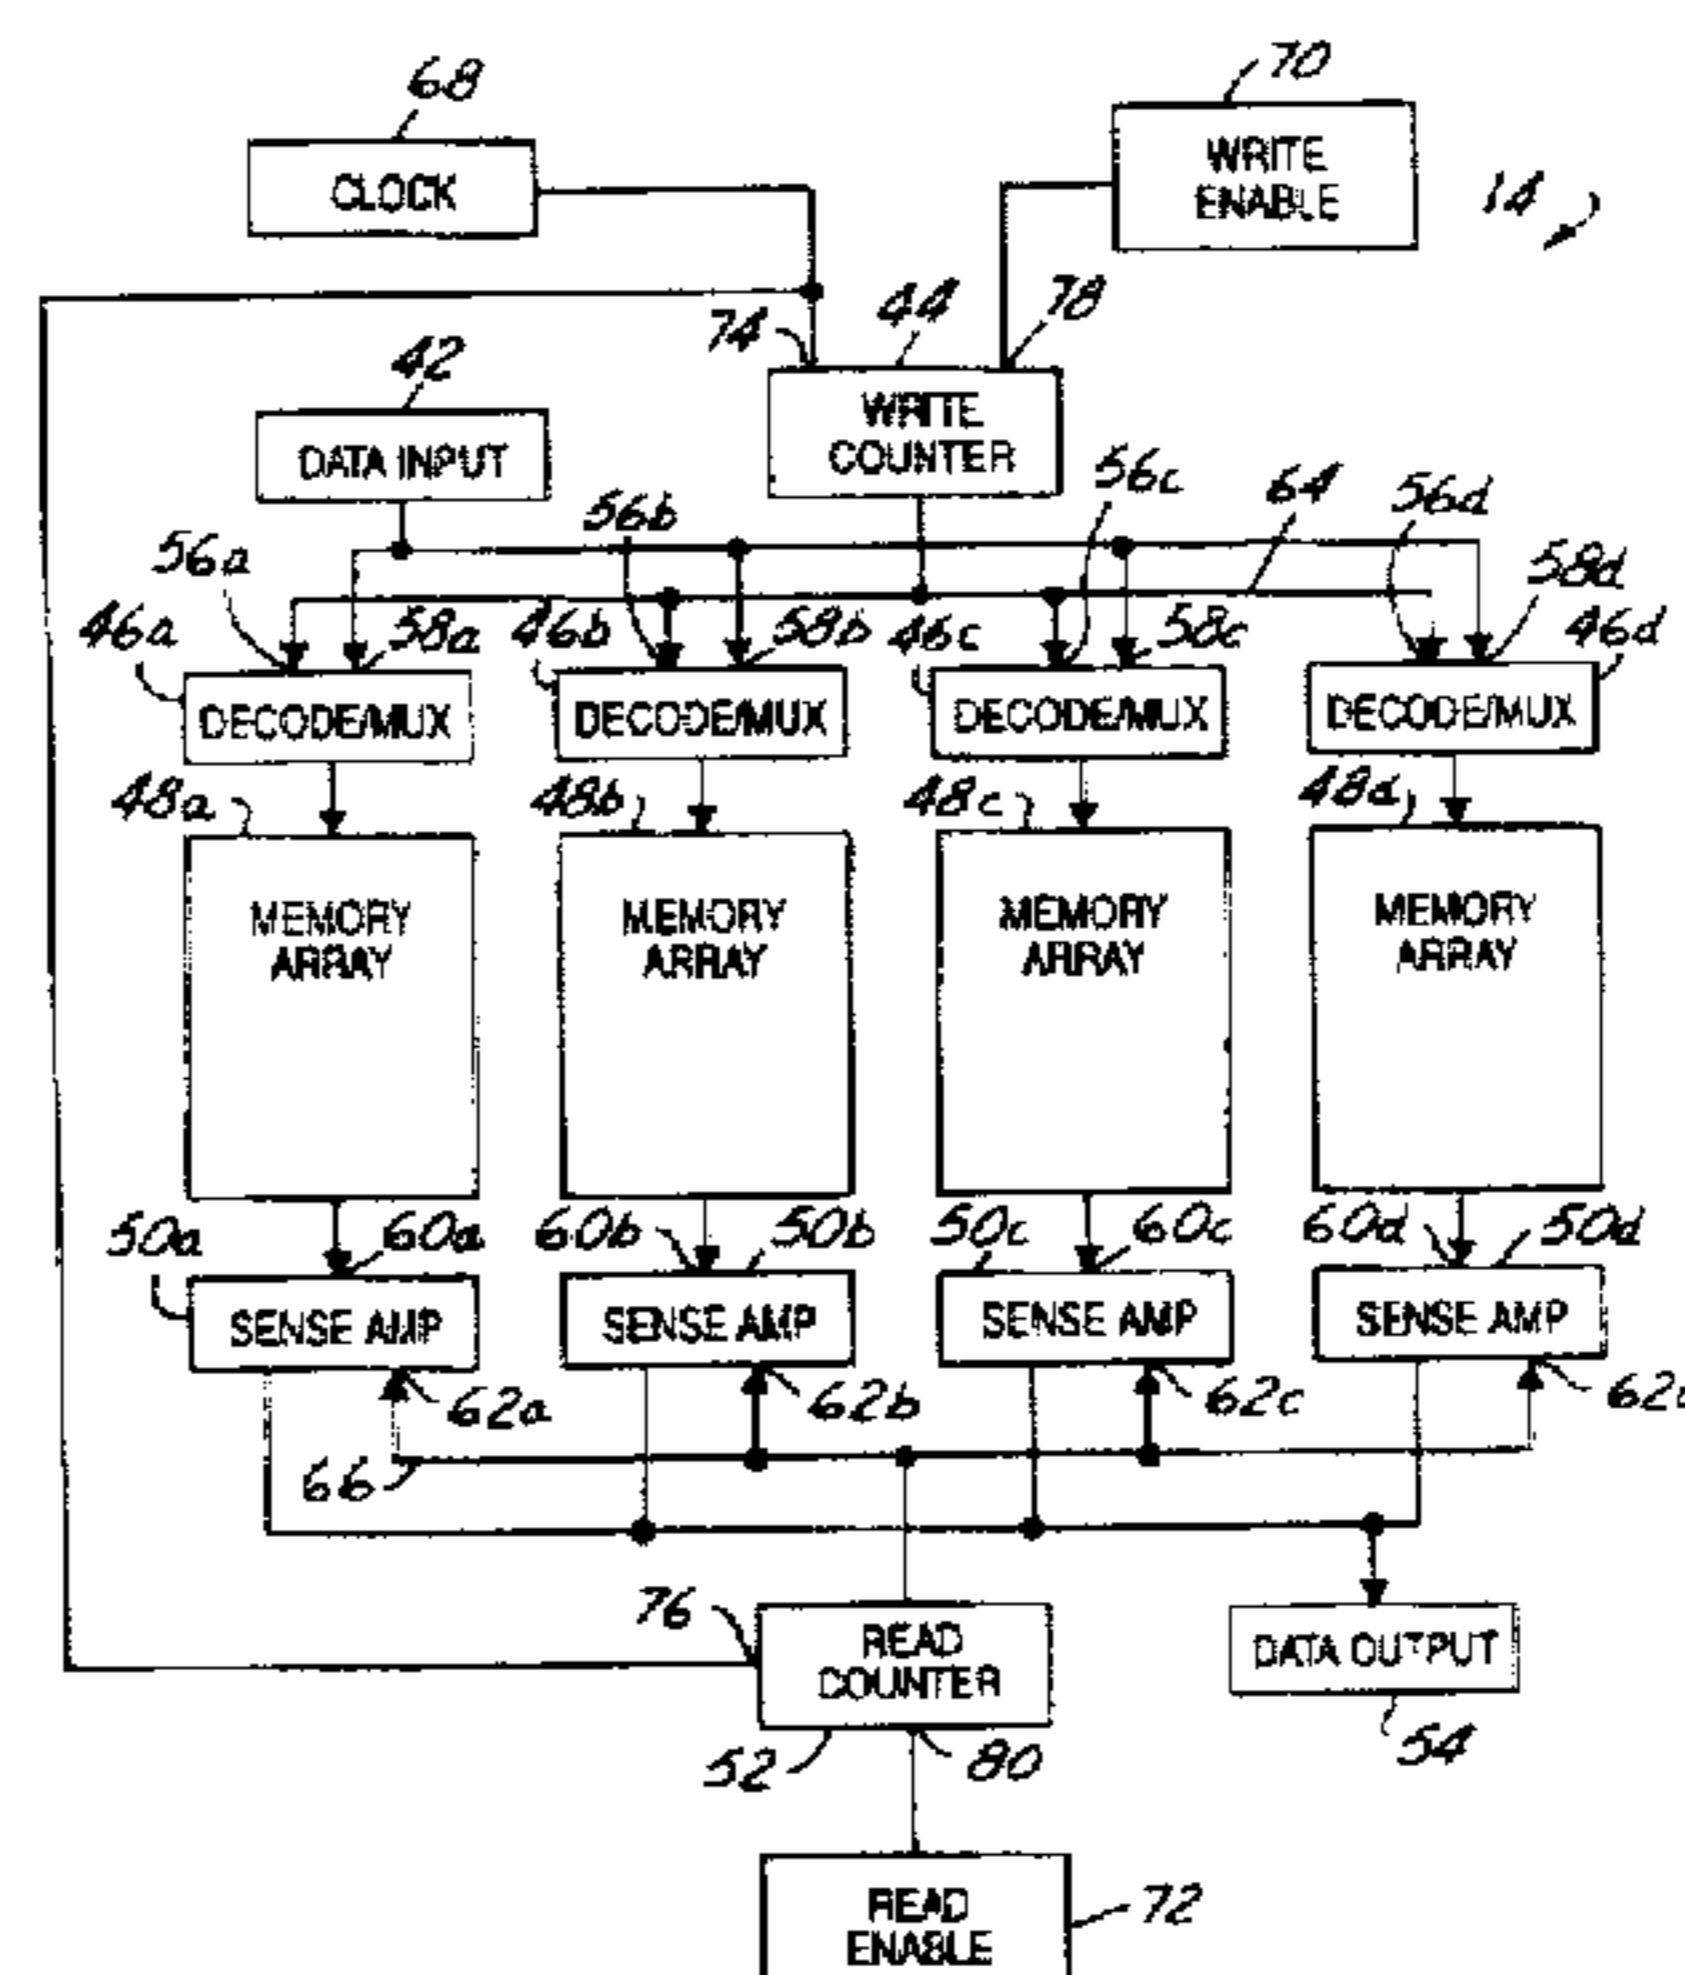 68
70
CLOCK
WRITE
ENABLE
14
74
44
78
42
WRITE
COUNTER
DATA INPUT
56a
56b
56c
64
56d
58d
46a
58a
46b
58b
46c
58c
46d
DECODE/MUX
DECODE/MUX
DECODE/MUX
DECODE/MUX
48a
48b
48c
48d
MEMORY
ARRAY
MEMORY
ARRAY
MEMORY
ARRAY
MEMORY
ARRAY
50a
60a
60b
50b
50c
60c
60d
50d
SENSE AMP
SENSE AMP
SENSE AMP
SENSE AMP
62a
62b
62c
66
76
READ
COUNTER
DATA OUTPUT
52
80
54
READ
ENABLE
72